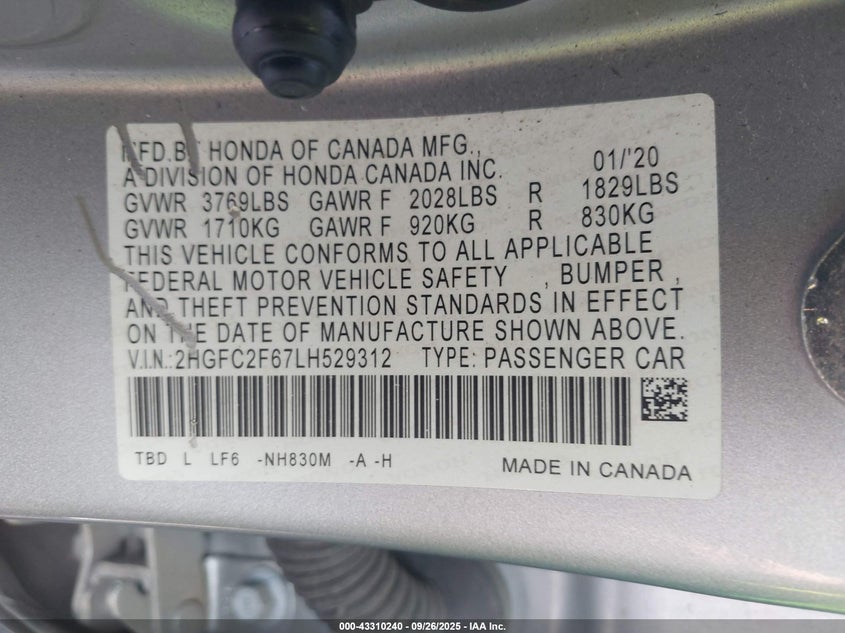 MFD.BY HONDA OF CANADA MFG., 01/'20
A DIVISION OF HONDA CANADA INC.
GVWR 3769LBS GAWR F 2028LBS R 1829LBS
GVWR 1710KG GAWR F 920KG R 830KG
THIS VEHICLE CONFORMS TO ALL APPLICABLE
FEDERAL MOTOR VEHICLE SAFETY , BUMPER ,
AND THEFT PREVENTION STANDARDS IN EFFECT
ON THE DATE OF MANUFACTURE SHOWN ABOVE.
V.I.N.:2HGFC2F67LH529312 TYPE: PASSENGER CAR
TBD L LF6 -NH830M -A -H MADE IN CANADA
000-43310240 - 09/26/2025 - IAA Inc.